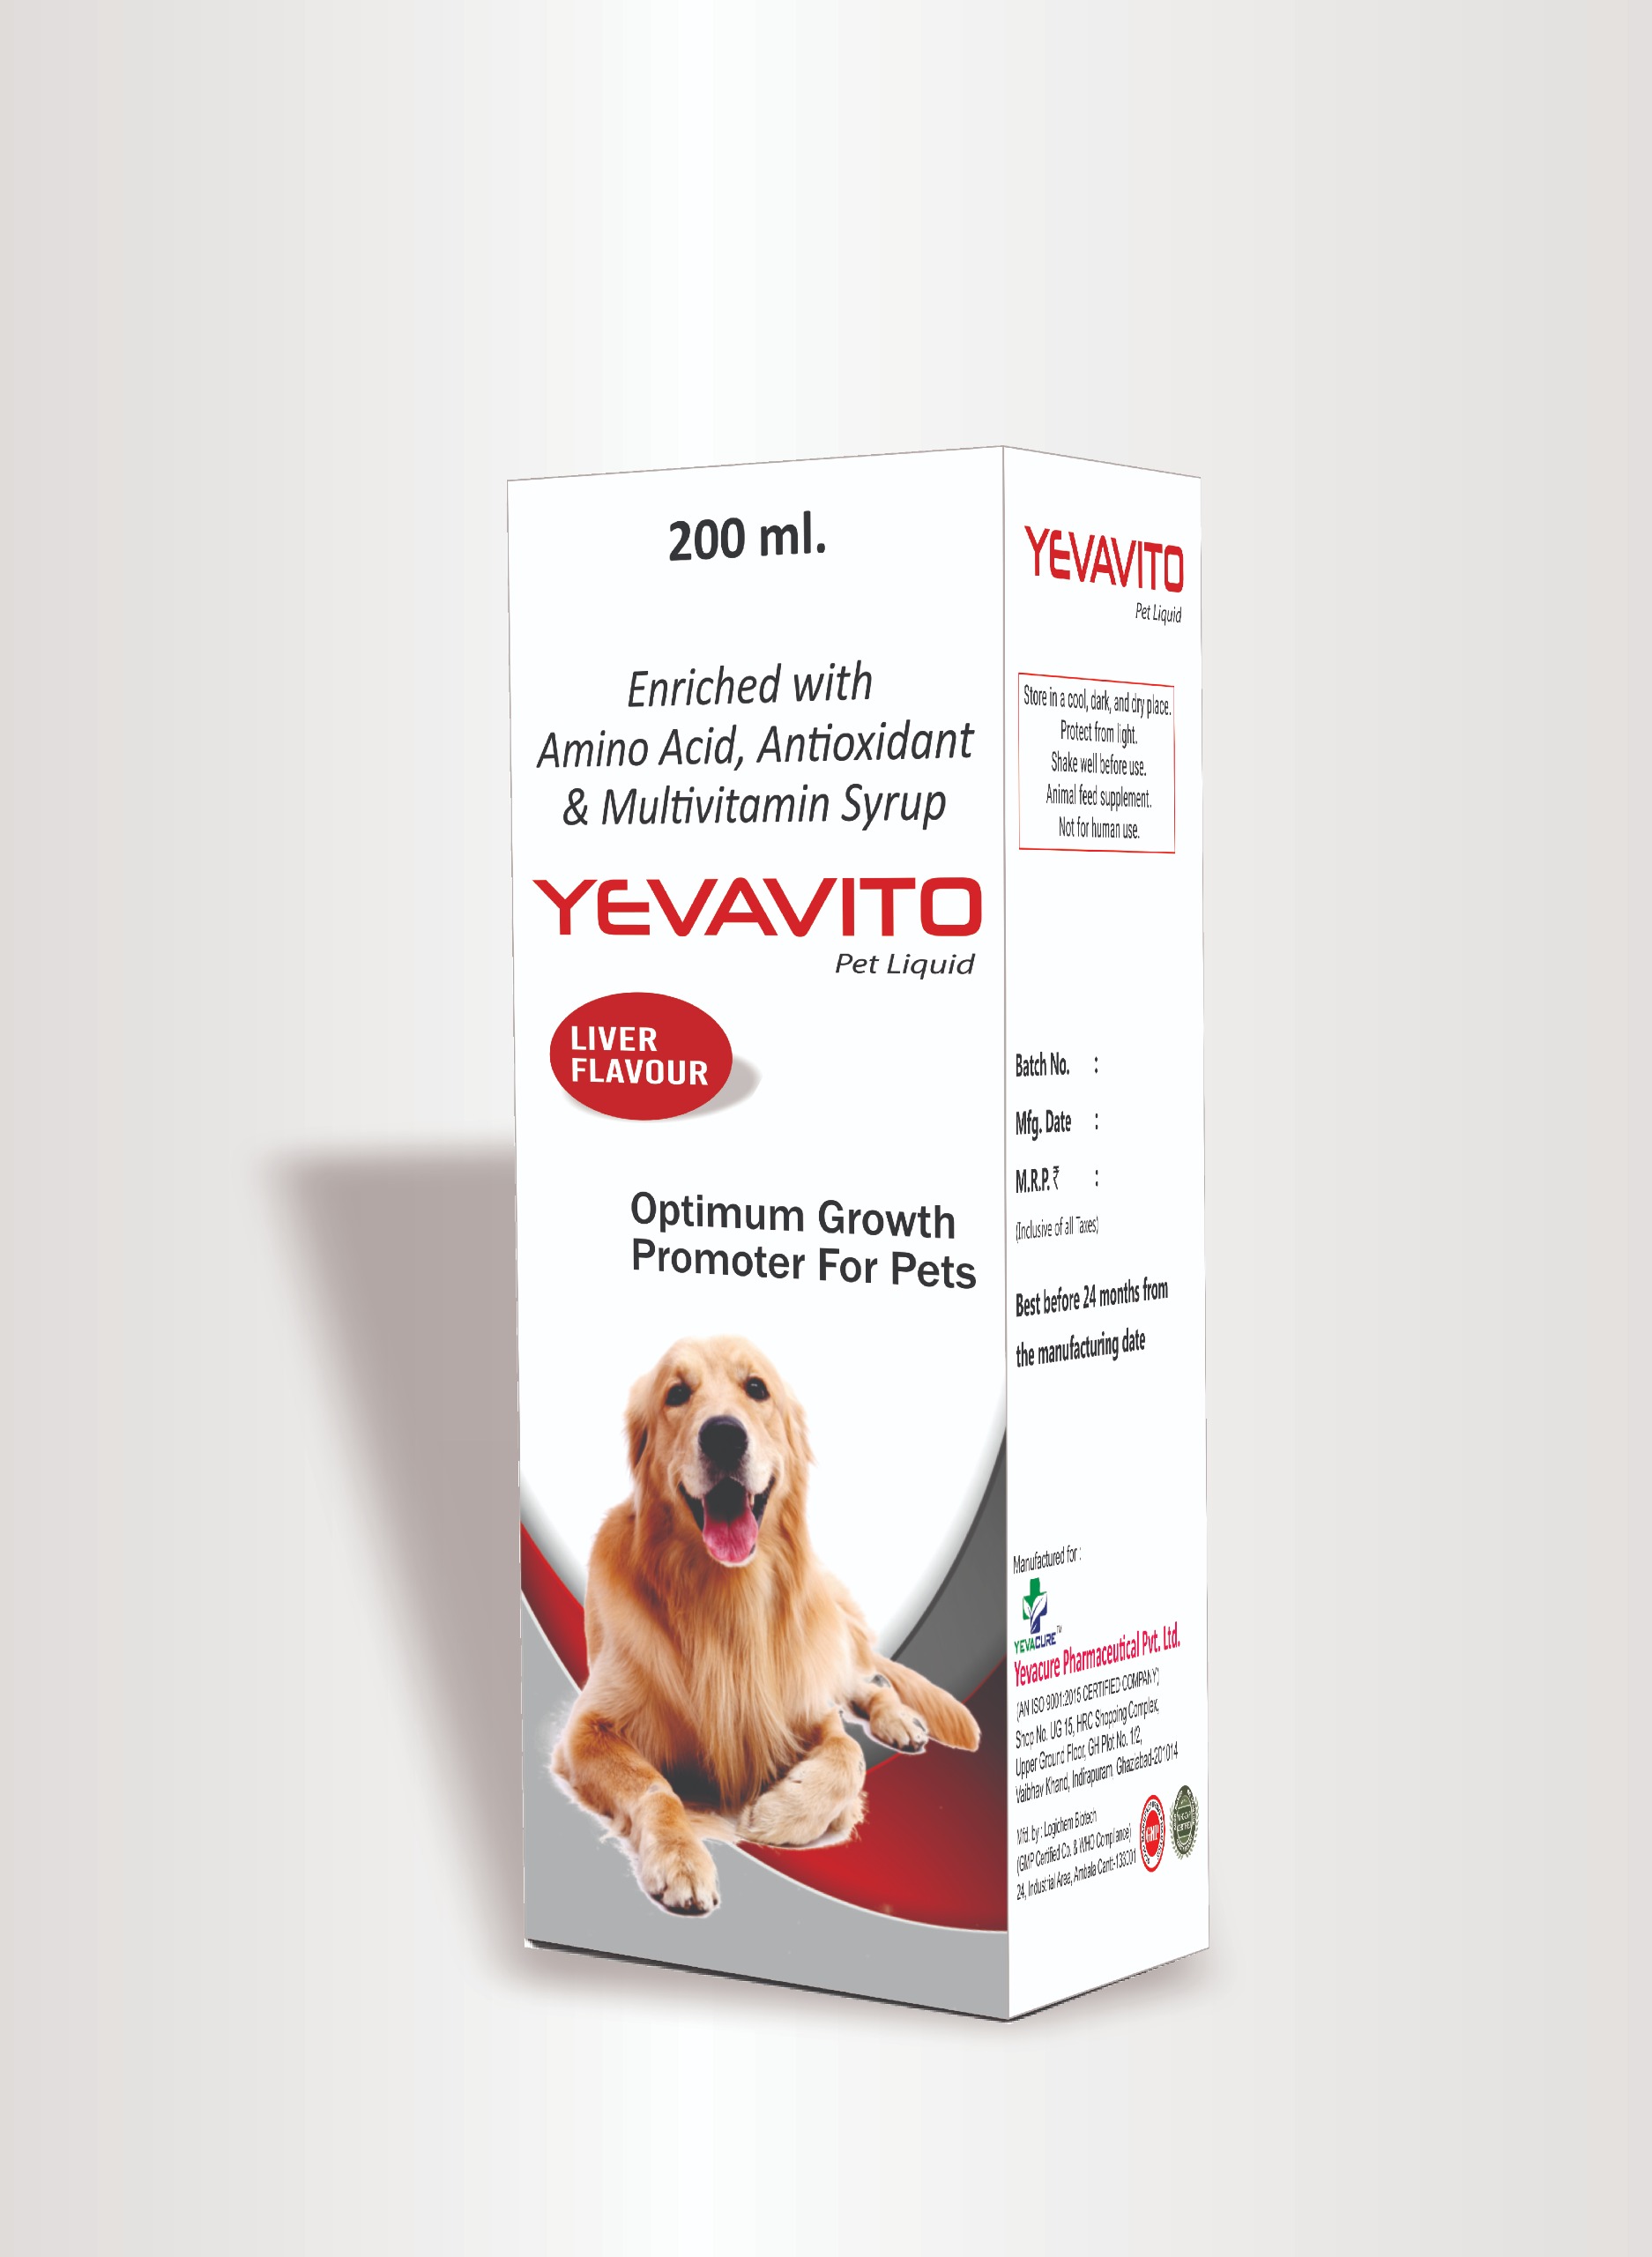 200 ml.
Enriched with
Amino Acid, Antioxidant
& Multivitamin Syrup
YEVAVITO
Pet Liquid
LIVER
FLAVOUR
Optimum Growth
Promoter For Pets
YEVAVITO
Pet Liquid
Store in a cool, dark, and dry place.
Protect from light.
Shake well before use.
Animal feed supplement.
Not for human use.
Batch No. :
Mfg. Date :
M.R.P. ₹ :
(Inclusive of all Taxes)
Best before 24 months from
the manufacturing date
Manufactured for :
YEVACURE™
Yevacure Pharmaceutical Pvt. Ltd.
(AN ISO 9001:2015 CERTIFIED COMPANY)
Shop No. UG 15, HRC Shopping Complex,
Upper Ground Floor, GH Plot No. 1/2,
Vaibhav Khand, Indirapuram, Ghaziabad-201014
Mfd. by : Logichem Biotech
(GMP Certified Co. & WHO Compliance)
24, Industrial Area, Ambala Cantt-133001
GMP